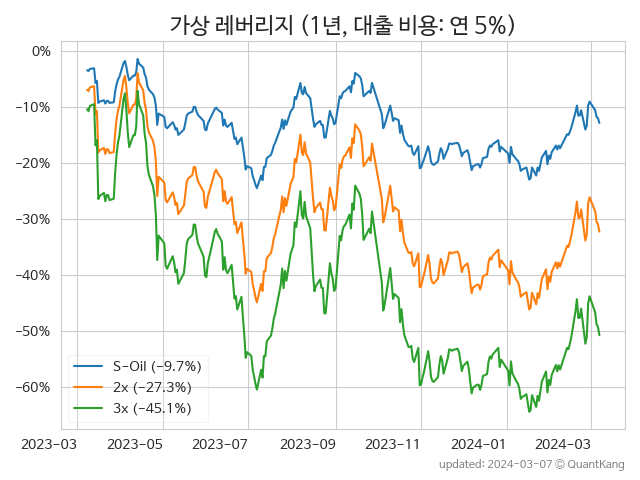 가상 레버리지 (1년, 대출 비용: 연 5%)
0%
−10%
−20%
−30%
−40%
−50%
−60%
S-Oil (−9.7%)
2x (−27.3%)
3x (−45.1%)
2023-03 2023-05 2023-07 2023-09 2023-11 2024-01 2024-03
updated: 2024-03-07 © QuantKang